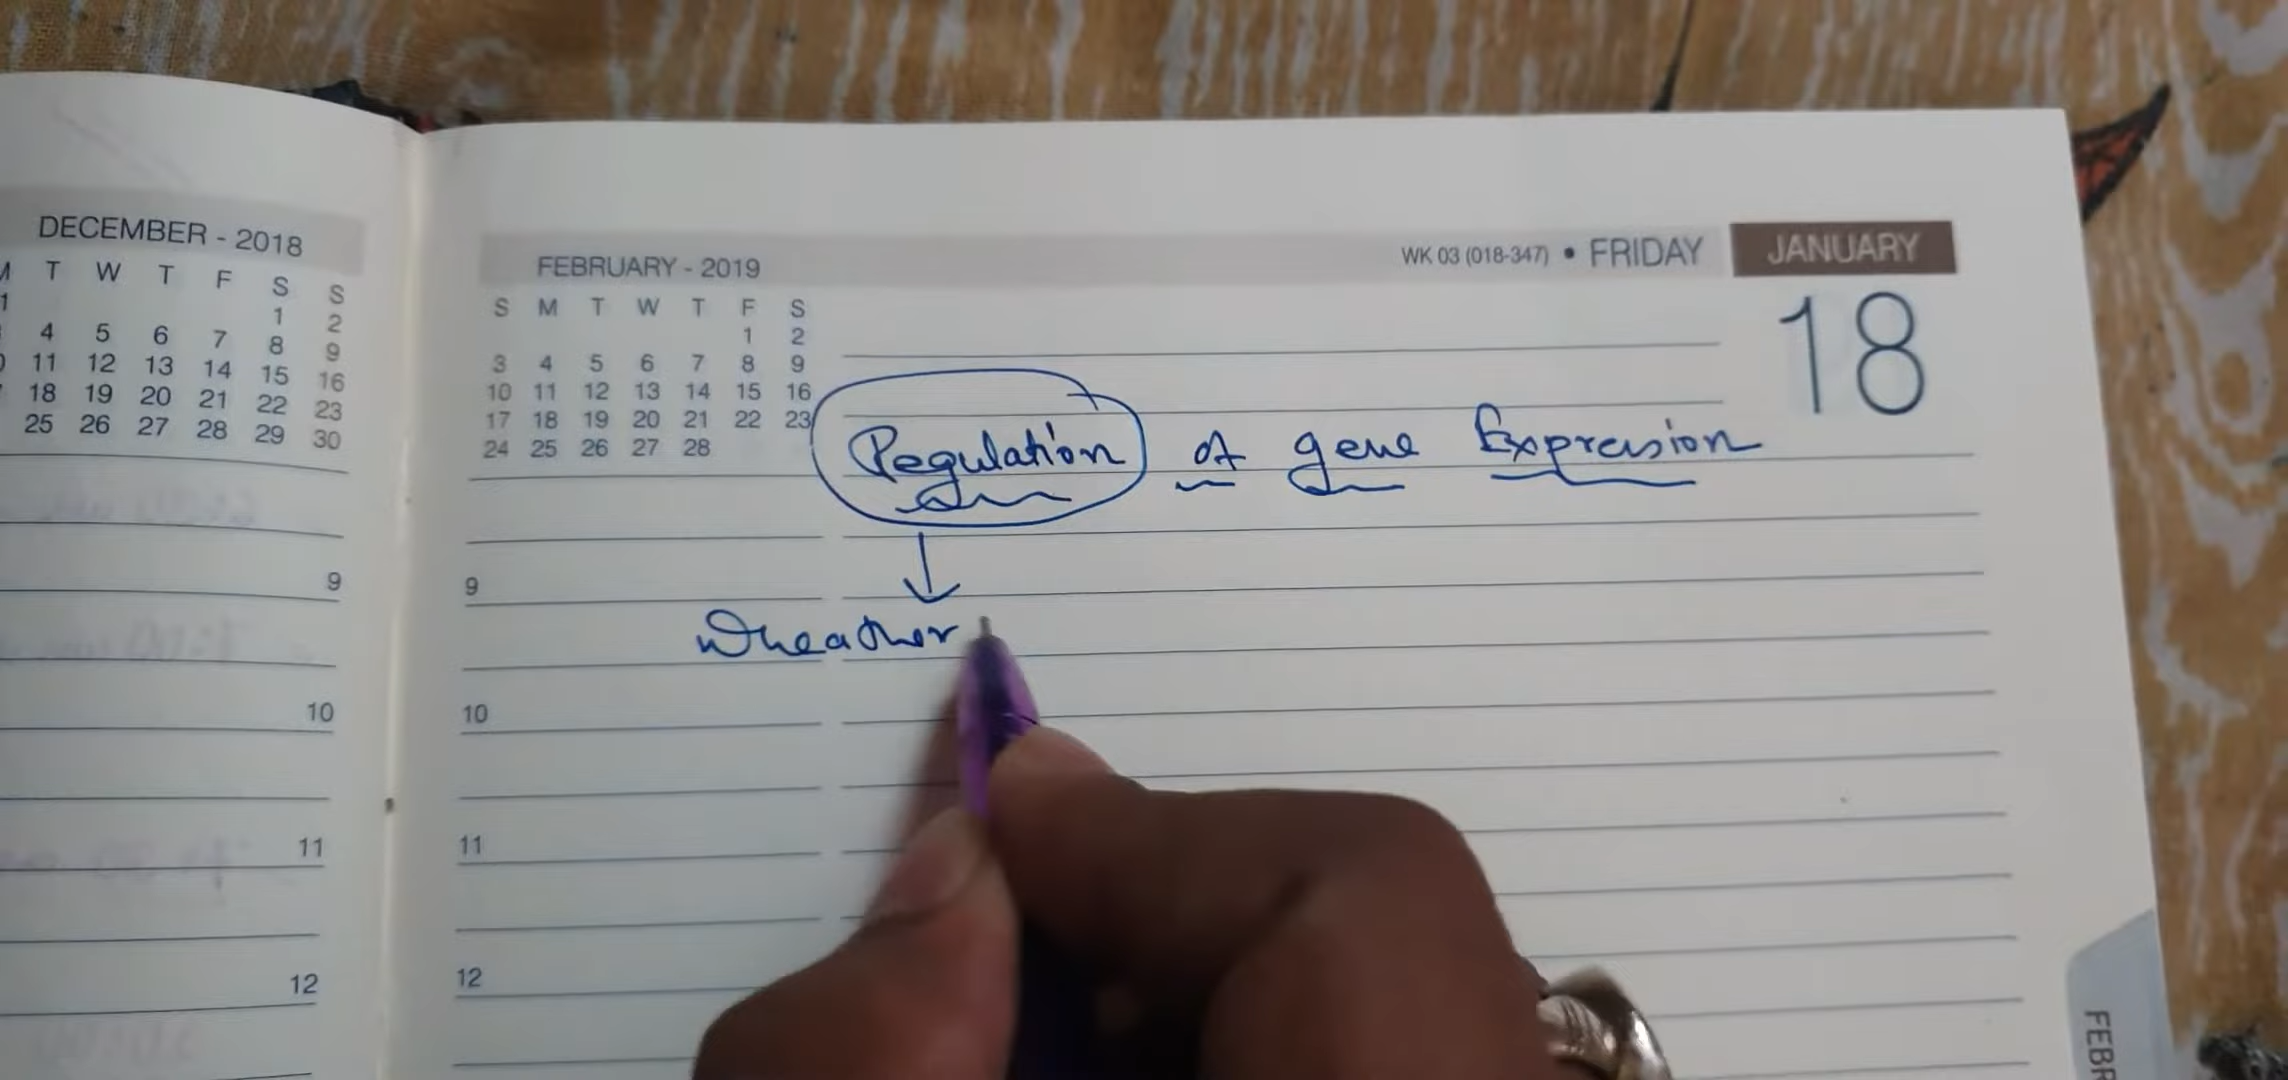 DECEMBER - 2018
M T W T F S S
1 1 2
4 5 6 7 8 9
11 12 13 14 15 16
18 19 20 21 22 23
25 26 27 28 29 30
9
10
11
12
FEBRUARY - 2019
S M T W T F S
1 2
3 4 5 6 7 8 9
10 11 12 13 14 15 16
17 18 19 20 21 22 23
24 25 26 27 28
WK 03 (018-347) • FRIDAY JANUARY
18
Regulation of gene Expression
9
Wheather
10
11
12
FEBR